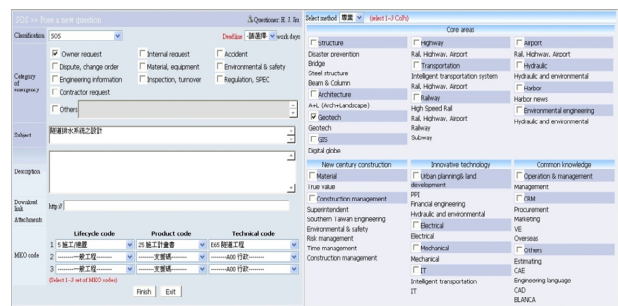 SOS >> Pose a new question
Questioner: H. J. Jin
Classification SOS Deadline -請選擇- work days
Category of emergency
Owner request Internal request Accident
Dispute, change order Material, equipment Environmental & safety
Engineering information Inspection, turnover Regulation, SPEC
Contractor request
Others
Subject 隧道排水系統之設計
Description
Download link http://
Attachments
MKO code
Lifecycle code Product code Technical code
1 S 施工/總體 25 施工計畫書 E65 隧道工程
2 --------一般工程-------- --------支援碼-------- --------A00 行政--------
3 --------一般工程-------- --------支援碼-------- --------A00 行政--------
(Select 1~3 set of MKO codes)
Finish Exit
Select method 專業 (select 1~3 CoPs)
Core areas
Structure
Disaster prevention
Bridge
Steel structure
Beam & Column
Architecture
A+L (Arch+Landscape)
Geotech
Geotech
GIS
Digital globe
Highway
Rail, Highway, Airport
Transportation
Intelligent transportation system
Rail, Highway, Airport
Railway
High Speed Rail
Rail, Highway, Airport
Railway
Subway
Airport
Rail, Highway, Airport
Hydraulic
Hydraulic and environmental
Harbor
Harbor news
Environmental engineering
Hydraulic and environmental
New century construction
Material
True value
Construction management
Superintendent
Southern Taiwan Engineering
Environmental & safety
Risk management
Time management
Construction management
Innovative technology
Urban planning& land development
PPI
Financial engineering
Hydraulic and environmental
Electrical
Electrical
Mechanical
Mechanical
IT
Intelligent transportation
IT
Common knowledge
Operation & management
Management
CRM
Procurement
Marketing
VE
Overseas
Others
Estimating
CAE
Engineering language
CAD
BLANCA